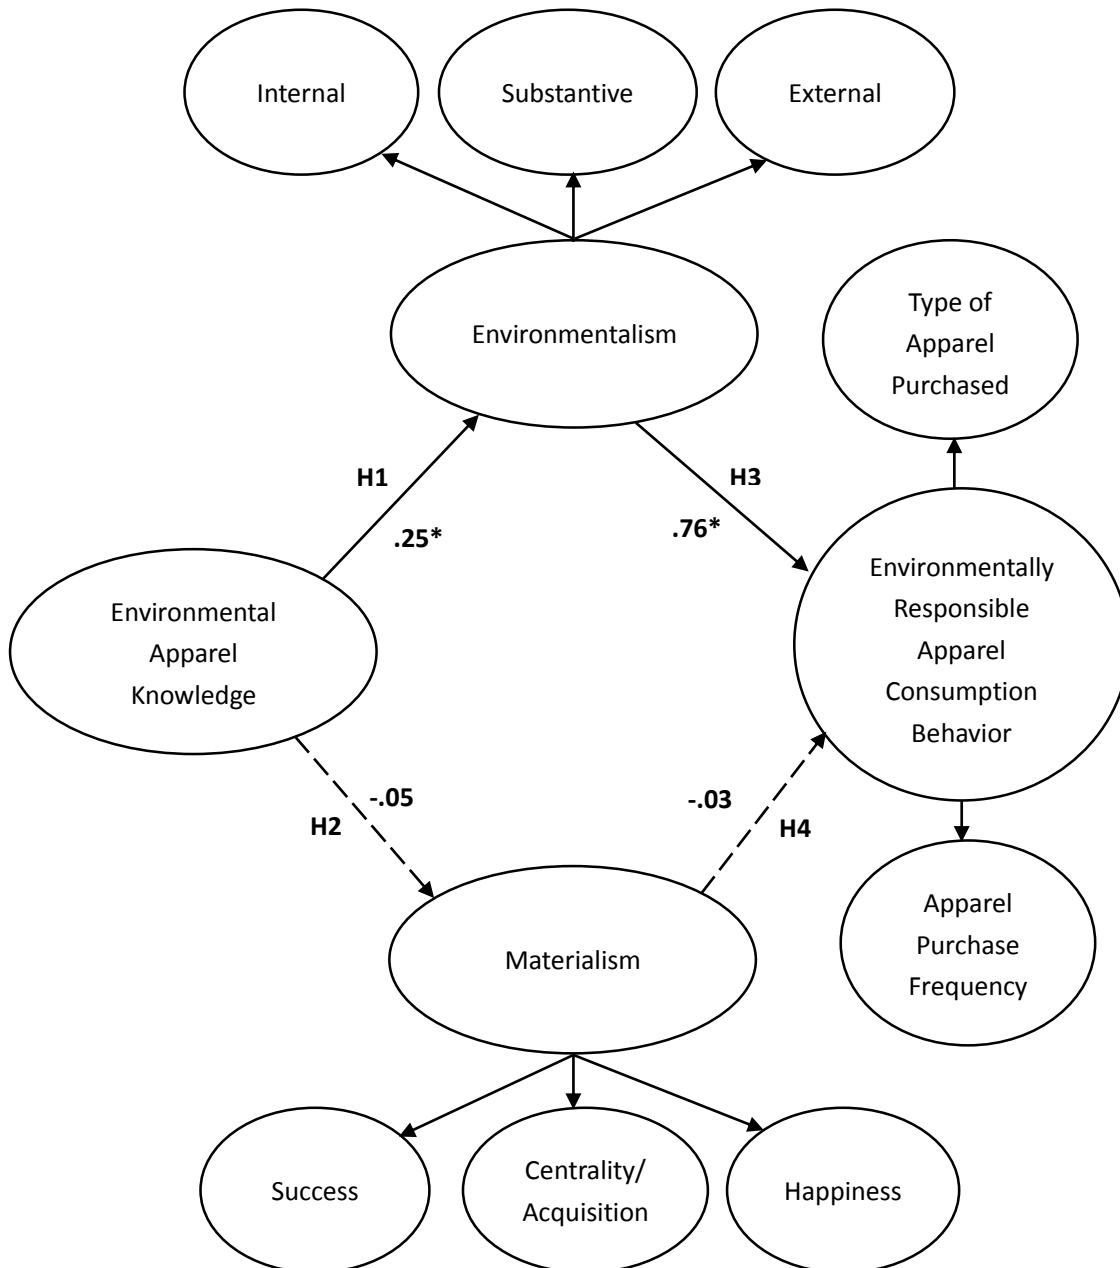 Internal
Substantive
External
Environmentalism
Type of
Apparel
Purchased
H1
.25*
H3
.76*
Environmental
Apparel
Knowledge
Environmentally
Responsible
Apparel
Consumption
Behavior
-.05
H2
-.03
H4
Materialism
Apparel
Purchase
Frequency
Success
Centrality/
Acquisition
Happiness